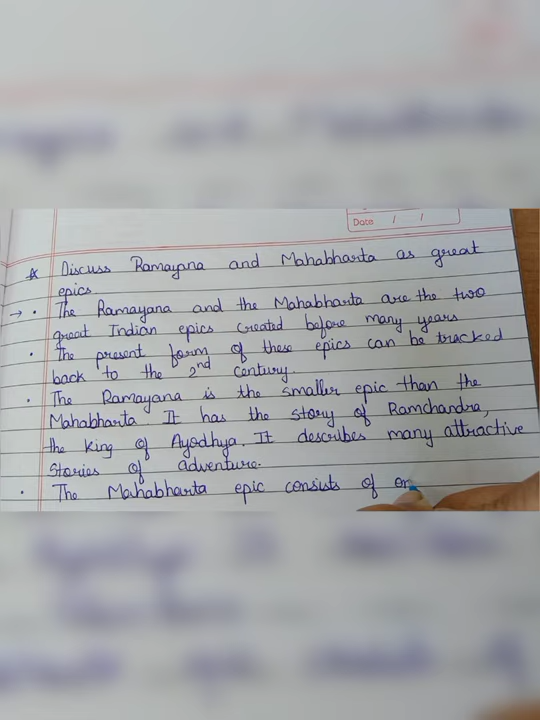 Date / /
* Discuss Ramayana and Mahabharta as great
epics
→ • The Ramayana and the Mahabharta are the two
great Indian epics created before many years
• The present form of these epics can be tracked
back to the 2nd century.
• The Ramayana is the smaller epic than the
Mahabharta. It has the story of Ramchandra,
the king of Ayodhya. It describes many attractive
stories of adventure.
• The Mahabharta epic consists of